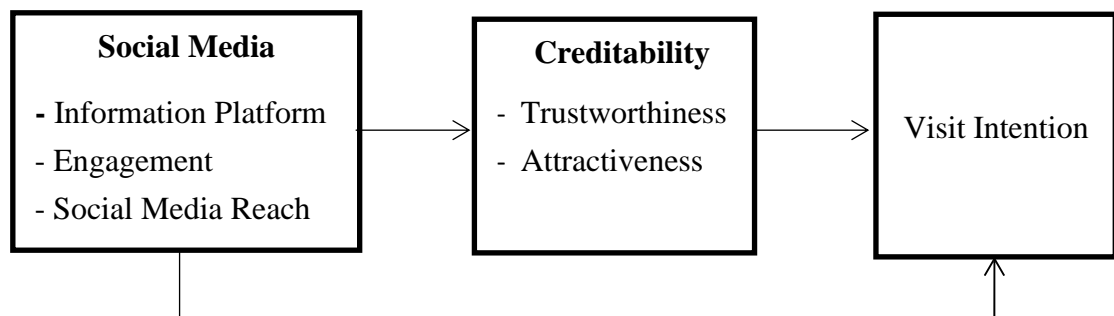 Social Media
- Information Platform
- Engagement
- Social Media Reach
Creditability
- Trustworthiness
- Attractiveness
Visit Intention